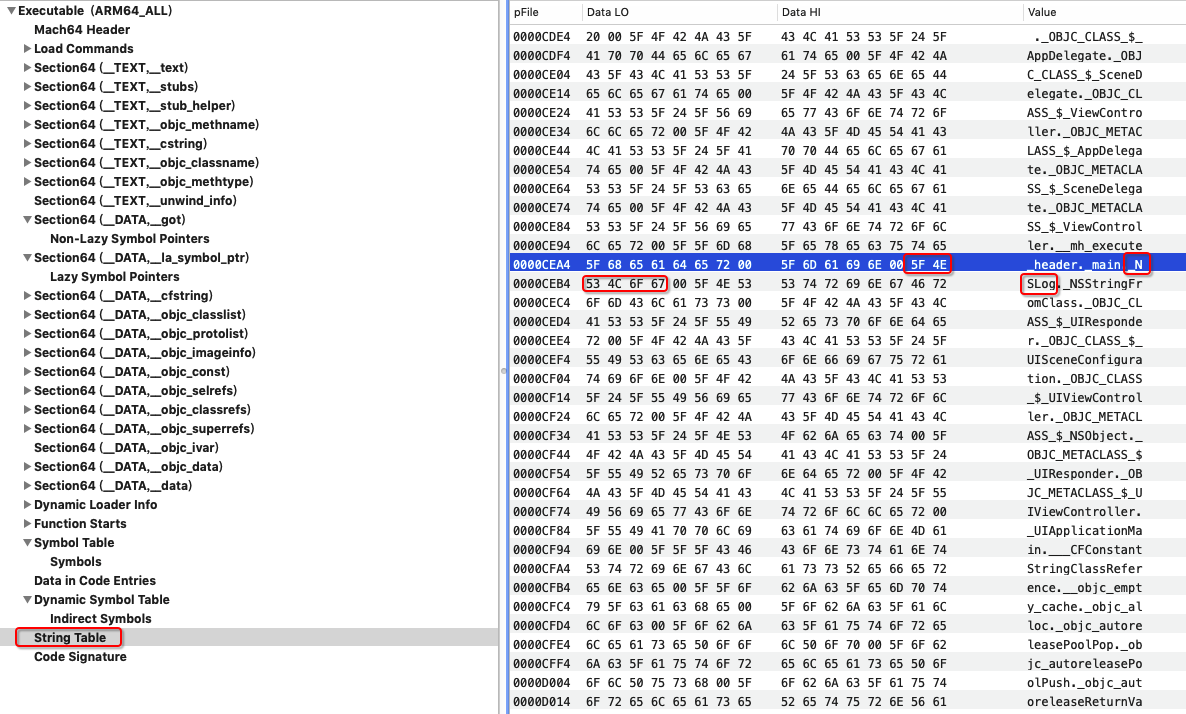 Executable (ARM64_ALL)
Mach64 Header
Load Commands
Section64 (__TEXT,__text)
Section64 (__TEXT,__stubs)
Section64 (__TEXT,__stub_helper)
Section64 (__TEXT,__objc_methname)
Section64 (__TEXT,__cstring)
Section64 (__TEXT,__objc_classname)
Section64 (__TEXT,__objc_methtype)
Section64 (__TEXT,__unwind_info)
Section64 (__DATA,__got)
Non-Lazy Symbol Pointers
Section64 (__DATA,__la_symbol_ptr)
Lazy Symbol Pointers
Section64 (__DATA,__cfstring)
Section64 (__DATA,__objc_classlist)
Section64 (__DATA,__objc_protolist)
Section64 (__DATA,__objc_imageinfo)
Section64 (__DATA,__objc_const)
Section64 (__DATA,__objc_selrefs)
Section64 (__DATA,__objc_classrefs)
Section64 (__DATA,__objc_superrefs)
Section64 (__DATA,__objc_ivar)
Section64 (__DATA,__objc_data)
Section64 (__DATA,__data)
Dynamic Loader Info
Function Starts
Symbol Table
Symbols
Data in Code Entries
Dynamic Symbol Table
Indirect Symbols
String Table
Code Signature
pFile Data LO Data HI Value
0000CDE4 20 00 5F 4F 42 4A 43 5F 43 4C 41 53 53 5F 24 5F ._OBJC_CLASS_$_
0000CDF4 41 70 70 44 65 6C 65 67 61 74 65 00 5F 4F 42 4A AppDelegate._OBJ
0000CE04 43 5F 43 4C 41 53 53 5F 24 5F 53 63 65 6E 65 44 C_CLASS_$_SceneD
0000CE14 65 6C 65 67 61 74 65 00 5F 4F 42 4A 43 5F 43 4C elegate._OBJC_CL
0000CE24 41 53 53 5F 24 5F 56 69 65 77 43 6F 6E 74 72 6F ASS_$_ViewContro
0000CE34 6C 6C 65 72 00 5F 4F 42 4A 43 5F 4D 45 54 41 43 ller._OBJC_METAC
0000CE44 4C 41 53 53 5F 24 5F 41 70 70 44 65 6C 65 67 61 LASS_$_AppDelega
0000CE54 74 65 00 5F 4F 42 4A 43 5F 4D 45 54 41 43 4C 41 te._OBJC_METACLA
0000CE64 53 53 5F 24 5F 53 63 65 6E 65 44 65 6C 65 67 61 SS_$_SceneDelega
0000CE74 74 65 00 5F 4F 42 4A 43 5F 4D 45 54 41 43 4C 41 te._OBJC_METACLA
0000CE84 53 53 5F 24 5F 56 69 65 77 43 6F 6E 74 72 6F 6C SS_$_ViewControl
0000CE94 6C 65 72 00 5F 5F 6D 68 5F 65 78 65 63 75 74 65 ler.__mh_execute
0000CEA4 5F 68 65 61 64 65 72 00 5F 6D 61 69 6E 00 5F 4E _header._main._N
0000CEB4 53 4C 6F 67 00 5F 4E 53 53 74 72 69 6E 67 46 72 SLog._NSStringFr
0000CEC4 6F 6D 43 6C 61 73 73 00 5F 4F 42 4A 43 5F 43 4C omClass._OBJC_CL
0000CED4 41 53 53 5F 24 5F 55 49 52 65 73 70 6F 6E 64 65 ASS_$_UIResponde
0000CEE4 72 00 5F 4F 42 4A 43 5F 43 4C 41 53 53 5F 24 5F r._OBJC_CLASS_$_
0000CEF4 55 49 53 63 65 6E 65 43 6F 6E 66 69 67 75 72 61 UISceneConfigura
0000CF04 74 69 6F 6E 00 5F 4F 42 4A 43 5F 43 4C 41 53 53 tion._OBJC_CLASS
0000CF14 5F 24 5F 55 49 56 69 65 77 43 6F 6E 74 72 6F 6C _$_UIViewControl
0000CF24 6C 65 72 00 5F 4F 42 4A 43 5F 4D 45 54 41 43 4C ler._OBJC_METACL
0000CF34 41 53 53 5F 24 5F 4E 53 4F 62 6A 65 63 74 00 5F ASS_$_NSObject._
0000CF44 4F 42 4A 43 5F 4D 45 54 41 43 4C 41 53 53 5F 24 OBJC_METACLASS_$
0000CF54 5F 55 49 52 65 73 70 6F 6E 64 65 72 00 5F 4F 42 _UIResponder._OB
0000CF64 4A 43 5F 4D 45 54 41 43 4C 41 53 53 5F 24 5F 55 JC_METACLASS_$_U
0000CF74 49 56 69 65 77 43 6F 6E 74 72 6F 6C 6C 65 72 00 IViewController.
0000CF84 5F 55 49 41 70 70 6C 69 63 61 74 69 6F 6E 4D 61 _UIApplicationMa
0000CF94 69 6E 00 5F 5F 5F 43 46 43 6F 6E 73 74 61 6E 74 in.___CFConstant
0000CFA4 53 74 72 69 6E 67 43 6C 61 73 73 52 65 66 65 72 StringClassRefer
0000CFB4 65 6E 63 65 00 5F 5F 6F 62 6A 63 5F 65 6D 70 74 ence.__objc_empt
0000CFC4 79 5F 63 61 63 68 65 00 5F 6F 62 6A 63 5F 61 6C y_cache._objc_al
0000CFD4 6C 6F 63 00 5F 6F 62 6A 63 5F 61 75 74 6F 72 65 loc._objc_autore
0000CFE4 6C 65 61 73 65 50 6F 6F 6C 50 6F 70 00 5F 6F 62 leasePoolPop._ob
0000CFF4 6A 63 5F 61 75 74 6F 72 65 6C 65 61 73 65 50 6F jc_autoreleasePo
0000D004 6F 6C 50 75 73 68 00 5F 6F 62 6A 63 5F 61 75 74 olPush._objc_aut
0000D014 6F 72 65 6C 65 61 73 65 52 65 74 75 72 6E 56 61 oreleaseReturnVa